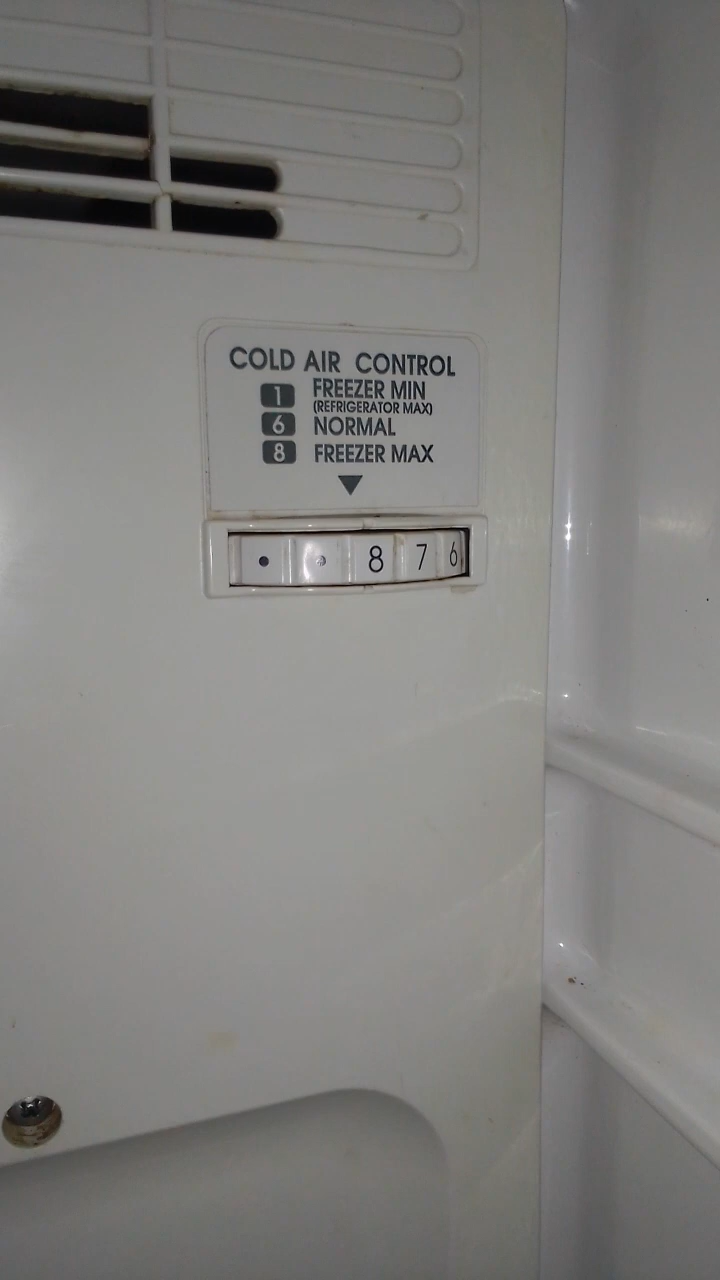 COLD AIR CONTROL
1 FREEZER MIN
(REFRIGERATOR MAX)
6 NORMAL
8 FREEZER MAX
8 7 6